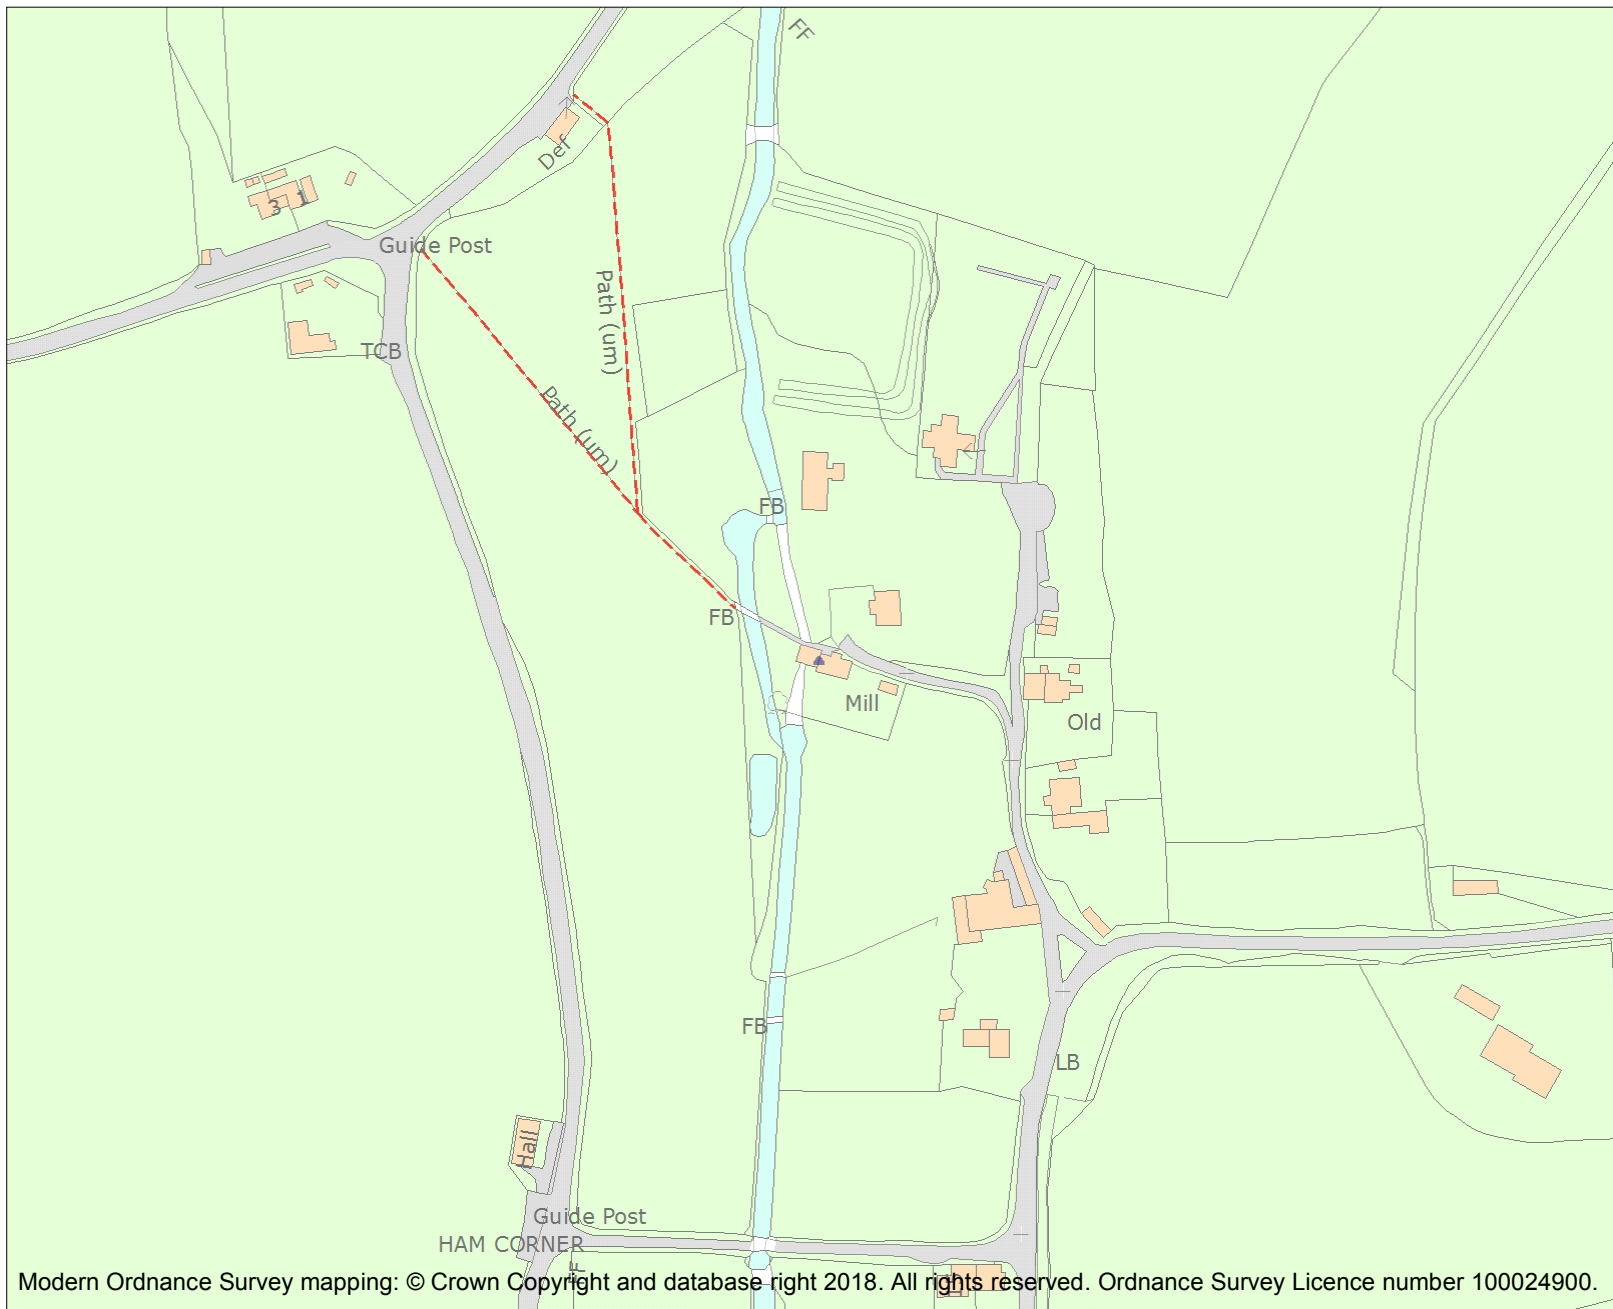 FF
Def
3 1
Guide Post
Path (um)
TCB
Path (um)
FB
FB
Mill
Old
FB
LB
Hall
Guide Post
HAM CORNER
FF
Modern Ordnance Survey mapping: © Crown Copyright and database right 2018. All rights reserved. Ordnance Survey Licence number 100024900.